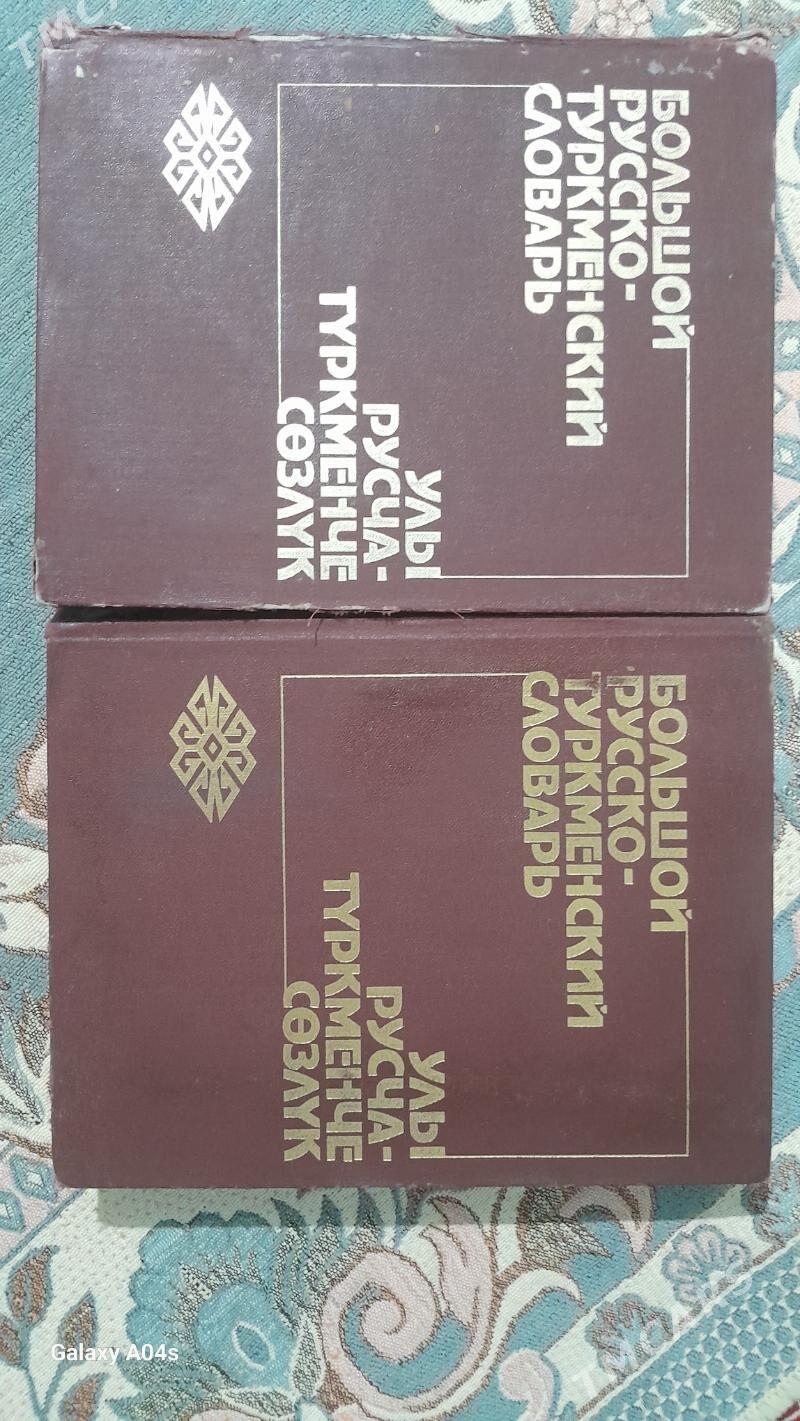 БОЛЬШОЙ
РУССКО-
ТУРКМЕНСКИЙ
СЛОВАРЬ
УЛЫ
РУСЧА-
ТҮРКМЕНЧЕ
СӨЗЛҮК
БОЛЬШОЙ
РУССКО-
ТУРКМЕНСКИЙ
СЛОВАРЬ
УЛЫ
РУСЧА-
ТҮРКМЕНЧЕ
СӨЗЛҮК
Galaxy A04s